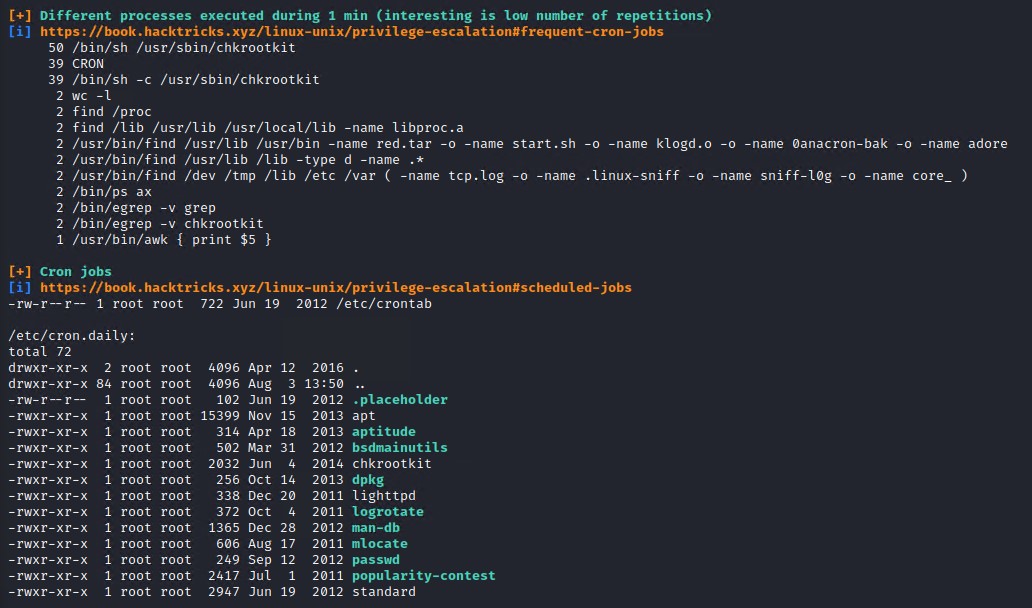 [+] Different processes executed during 1 min (interesting is low number of repetitions)
[i] https://book.hacktricks.xyz/linux-unix/privilege-escalation#frequent-cron-jobs
50 /bin/sh /usr/sbin/chkrootkit
39 CRON
39 /bin/sh -c /usr/sbin/chkrootkit
2 wc -l
2 find /proc
2 find /lib /usr/lib /usr/local/lib -name libproc.a
2 /usr/bin/find /usr/lib /usr/bin -name red.tar -o -name start.sh -o -name klogd.o -o -name 0anacron-bak -o -name adore
2 /usr/bin/find /usr/lib /lib -type d -name .*
2 /usr/bin/find /dev /tmp /lib /etc /var ( -name tcp.log -o -name .linux-sniff -o -name sniff-l0g -o -name core_ )
2 /bin/ps ax
2 /bin/egrep -v grep
2 /bin/egrep -v chkrootkit
1 /usr/bin/awk { print $5 }
[+] Cron jobs
[i] https://book.hacktricks.xyz/linux-unix/privilege-escalation#scheduled-jobs
-rw-r--r-- 1 root root 722 Jun 19 2012 /etc/crontab
/etc/cron.daily:
total 72
drwxr-xr-x 2 root root 4096 Apr 12 2016 .
drwxr-xr-x 84 root root 4096 Aug 3 13:50 ..
-rw-r--r-- 1 root root 102 Jun 19 2012 .placeholder
-rwxr-xr-x 1 root root 15399 Nov 15 2013 apt
-rwxr-xr-x 1 root root 314 Apr 18 2013 aptitude
-rwxr-xr-x 1 root root 502 Mar 31 2012 bsdmainutils
-rwxr-xr-x 1 root root 2032 Jun 4 2014 chkrootkit
-rwxr-xr-x 1 root root 256 Oct 14 2013 dpkg
-rwxr-xr-x 1 root root 338 Dec 20 2011 lighttpd
-rwxr-xr-x 1 root root 372 Oct 4 2011 logrotate
-rwxr-xr-x 1 root root 1365 Dec 28 2012 man-db
-rwxr-xr-x 1 root root 606 Aug 17 2011 mlocate
-rwxr-xr-x 1 root root 249 Sep 12 2012 passwd
-rwxr-xr-x 1 root root 2417 Jul 1 2011 popularity-contest
-rwxr-xr-x 1 root root 2947 Jun 19 2012 standard